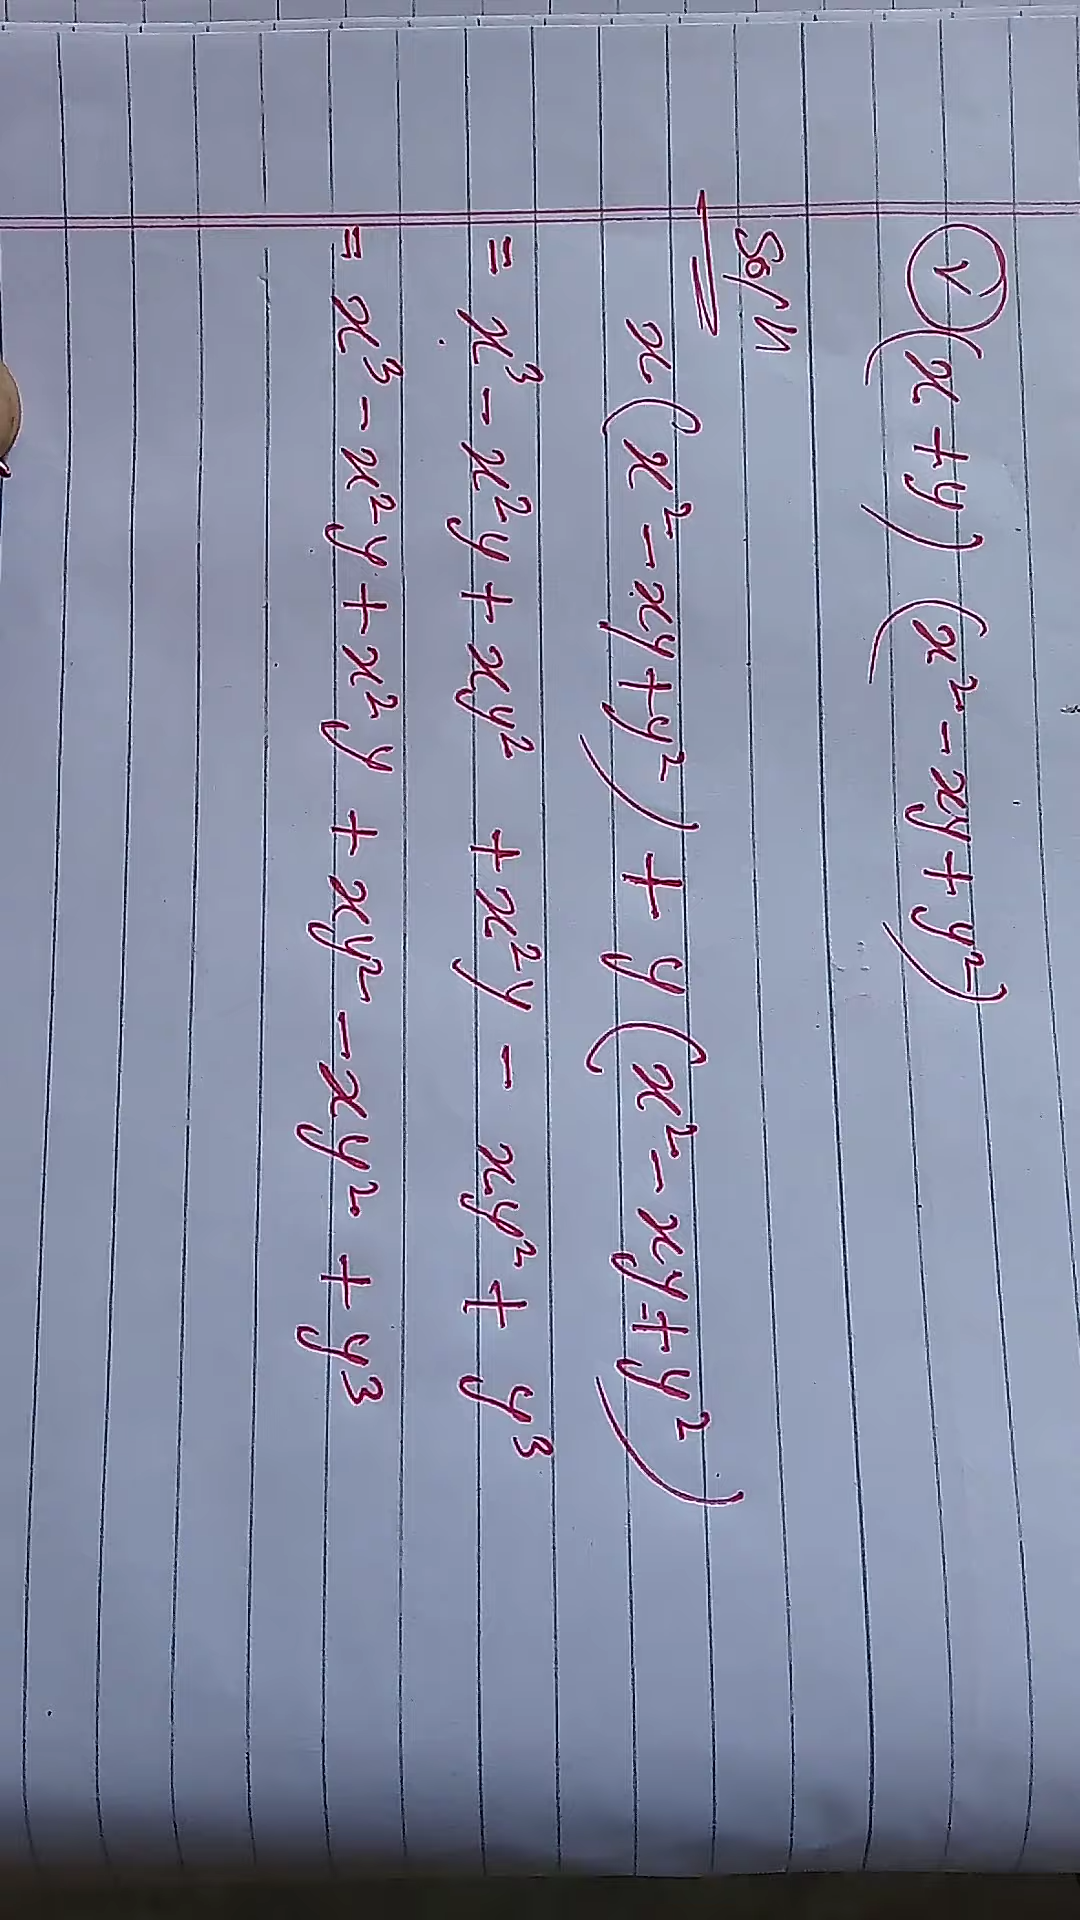 (v) (x + y) (x² - xy + y²)
Soln
x(x² - xy + y²) + y(x² - xy + y²)
= x³ - x²y + xy² + x²y - xy² + y³
= x³ - x²y + x²y + xy² - xy² + y³